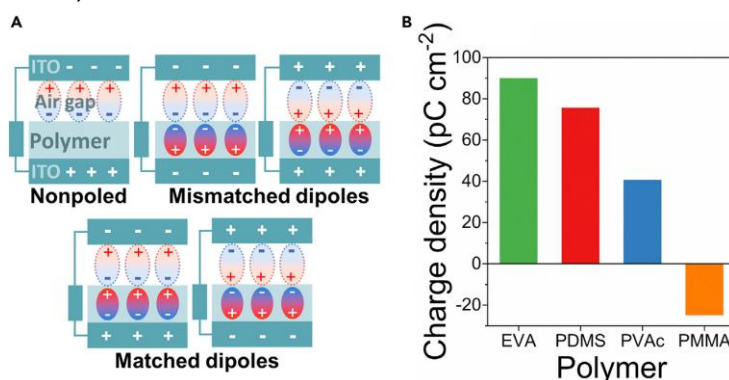 A
ITO - - -
+ + +
Air gap
- - -
Polymer
ITO + + +
Nonpoled
- - -
+ + +
- - -
- - -
+ + +
- - -
+ + +
- - -
+ + +
+ + +
- - -
+ + +
Mismatched dipoles
- - -
+ + +
- - -
+ + +
- - -
+ + +
+ + +
- - -
+ + +
- - -
+ + +
- - -
Matched dipoles
B
Charge density (pC cm⁻²)
100
80
60
40
20
0
-20
EVA PDMS PVAc PMMA
Polymer